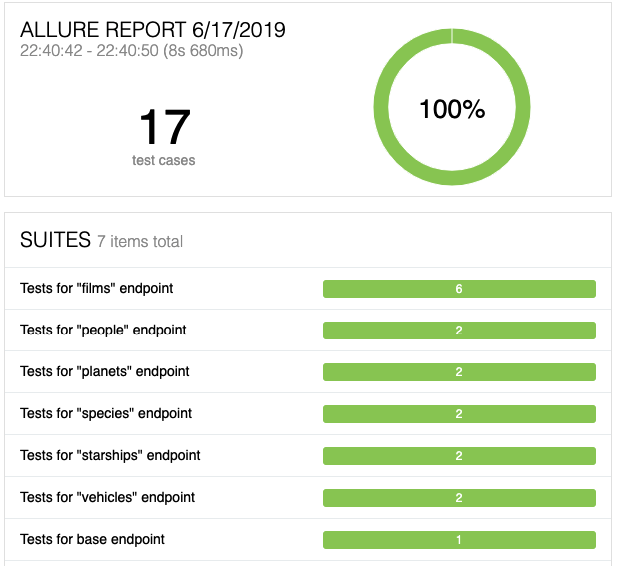 ALLURE REPORT 6/17/2019
22:40:42 - 22:40:50 (8s 680ms)
17
test cases
100%
SUITES 7 items total
Tests for "films" endpoint 6
Tests for "people" endpoint 2
Tests for "planets" endpoint 2
Tests for "species" endpoint 2
Tests for "starships" endpoint 2
Tests for "vehicles" endpoint 2
Tests for base endpoint 1